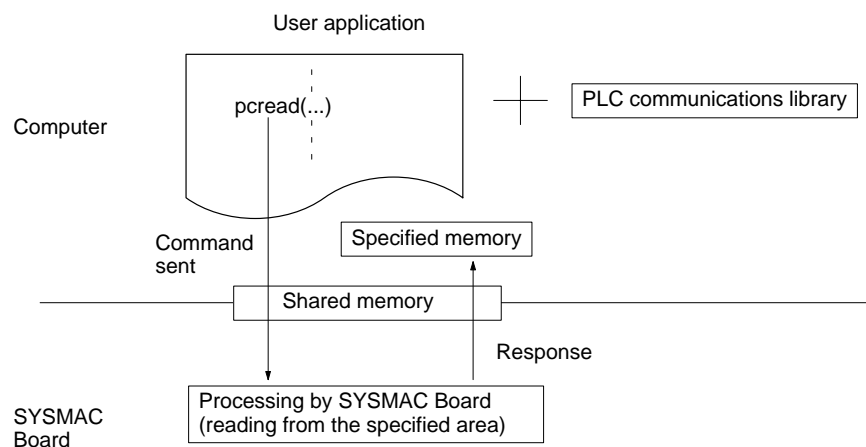 User application
pcread(...)
PLC communications library
Computer
Command
sent
Specified memory
Shared memory
Response
Processing by SYSMAC Board
(reading from the specified area)
SYSMAC
Board